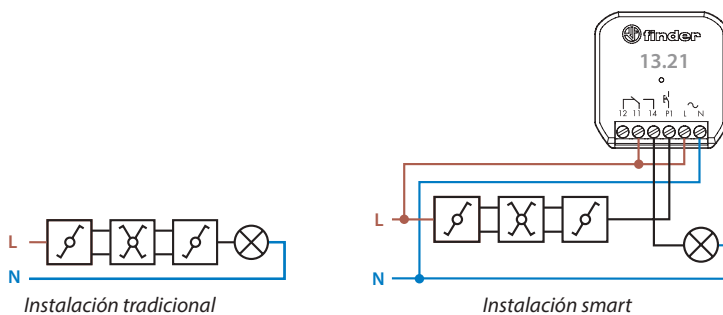 finder
13.21
12 11 14 P1 L N
L
N
Instalación tradicional
L
N
Instalación smart